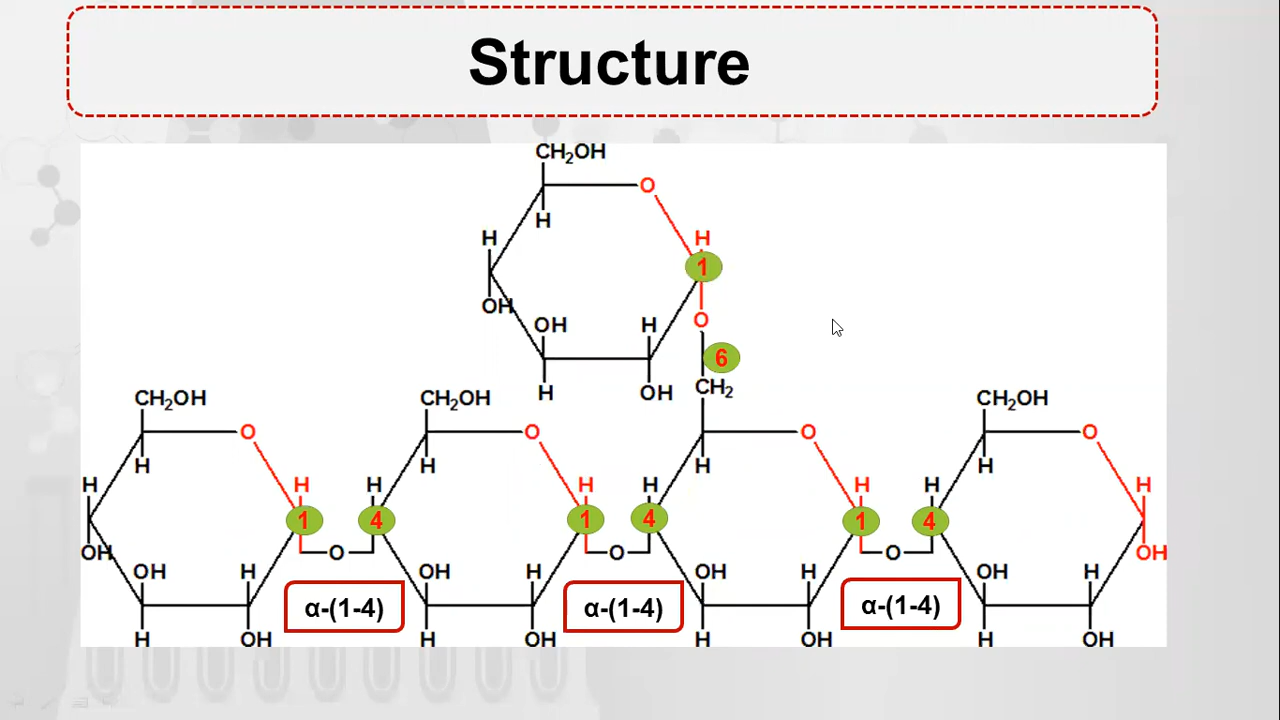 Structure
CH₂OH
O
H
H H
1
OH O
OH H
6
H OH CH₂
CH₂OH CH₂OH CH₂OH
O O O O
H H H H
H H H H H H H H
1 4 1 4 1 4
OH O O O OH
OH H OH H OH H OH H
α-(1-4) α-(1-4) α-(1-4)
H OH H OH H OH H OH